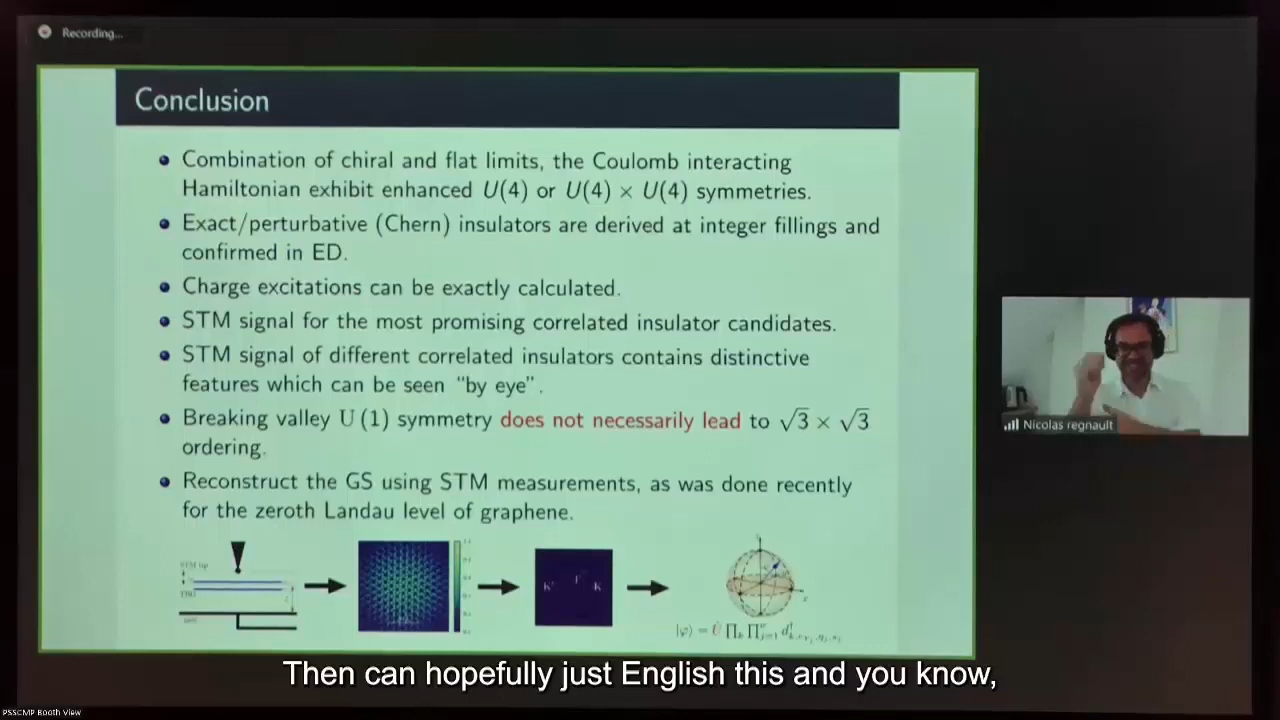 Recording...
Conclusion
Combination of chiral and flat limits, the Coulomb interacting
Hamiltonian exhibit enhanced U(4) or U(4) × U(4) symmetries.
Exact/perturbative (Chern) insulators are derived at integer fillings and
confirmed in ED.
Charge excitations can be exactly calculated.
STM signal for the most promising correlated insulator candidates.
STM signal of different correlated insulators contains distinctive
features which can be seen "by eye".
Breaking valley U(1) symmetry does not necessarily lead to √3 × √3
ordering.
Reconstruct the GS using STM measurements, as was done recently
for the zeroth Landau level of graphene.
STM tip
Nicolas regnault
Then can hopefully just English this and you know,
PSSCMP Booth View